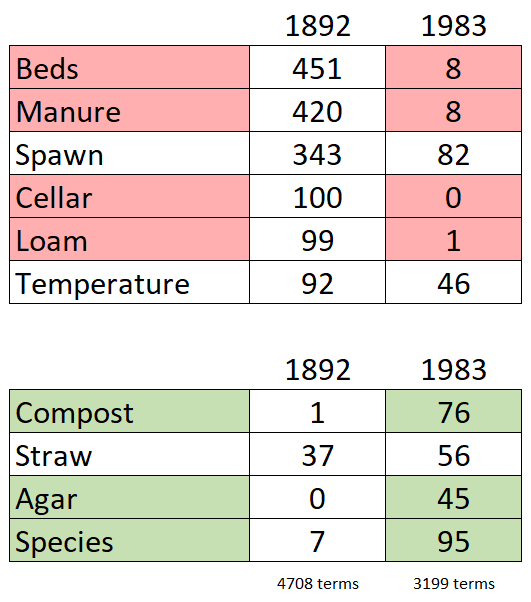 1892 1983
Beds 451 8
Manure 420 8
Spawn 343 82
Cellar 100 0
Loam 99 1
Temperature 92 46
1892 1983
Compost 1 76
Straw 37 56
Agar 0 45
Species 7 95
4708 terms 3199 terms